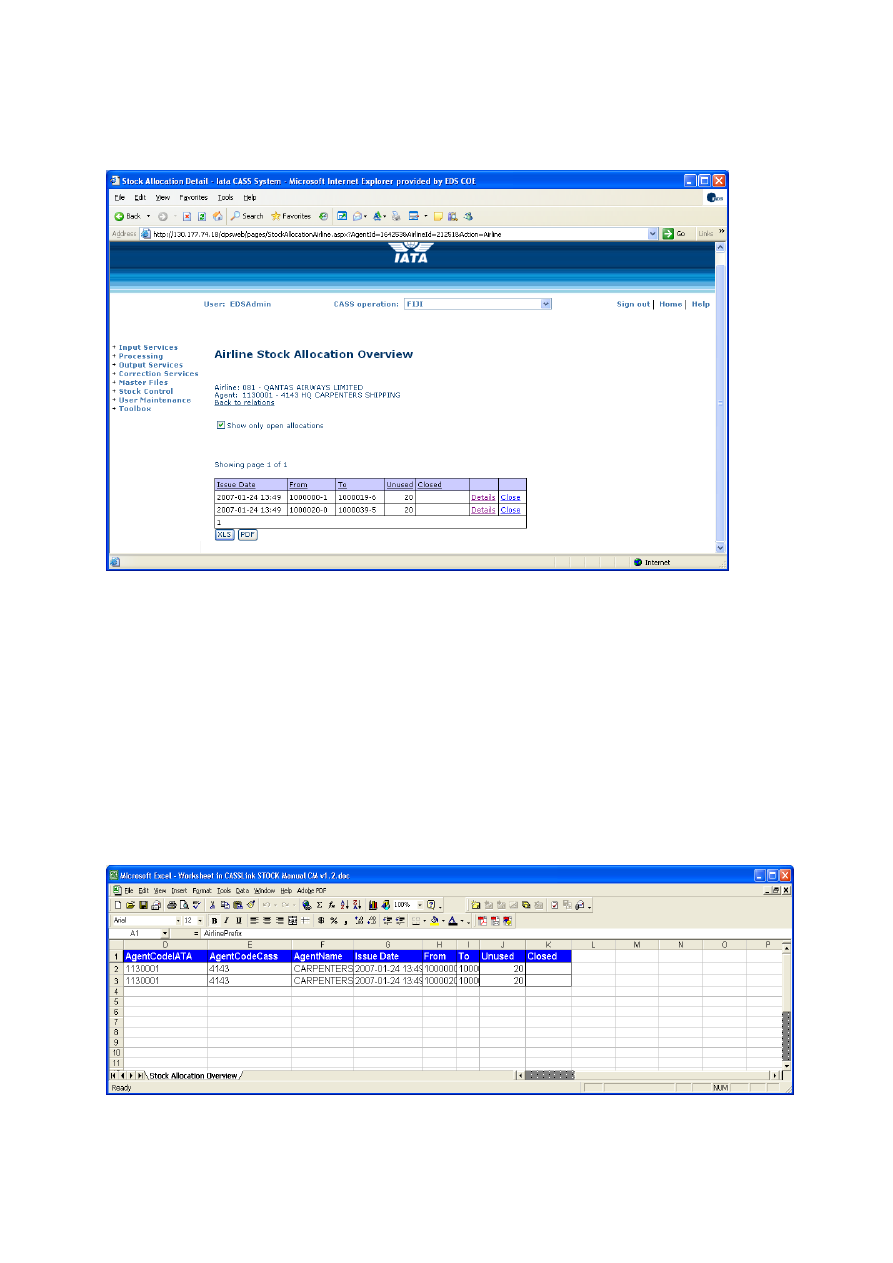 Stock Allocation Detail - Iata CASS System - Microsoft Internet Explorer provided by EDS COE
File Edit View Favorites Tools Help
Back Search Favorites
Address http://130.177.74.18/cipsweb/pages/StockAllocationAirline.aspx?AgentId=164253&AirlineId=21251&Action=Airline Go Links »
IATA
User: EDSAdmin CASS operation: FIJI Sign out | Home | Help
+ Input Services
+ Processing
+ Output Services
+ Correction Services
+ Master Files
+ Stock Control
+ User Maintenance
+ Toolbox
Airline Stock Allocation Overview
Airline: 081 - QANTAS AIRWAYS LIMITED
Agent: 1130001 - 4143 HQ CARPENTERS SHIPPING
Back to relations
Show only open allocations
Showing page 1 of 1
Issue Date From To Unused Closed
2007-01-24 13:49 1000000-1 1000019-6 20 Details Close
2007-01-24 13:49 1000020-0 1000039-5 20 Details Close
1
XLS PDF
Internet
Microsoft Excel - Worksheet in CASSLink STOCK Manual CM v1.2.doc
File Edit View Insert Format Tools Data Window Help Adobe PDF
100%
Arial 12 B I U $ % ,
A1 = AirlinePrefix
D E F G H I J K L M N O P
1 AgentCodeIATA AgentCodeCass AgentName Issue Date From To Unused Closed
2 1130001 4143 CARPENTERS 2007-01-24 13:49 1000000 1000 20
3 1130001 4143 CARPENTERS 2007-01-24 13:49 1000020 1000 20
4
5
6
7
8
9
10
11
Stock Allocation Overview
Ready NUM